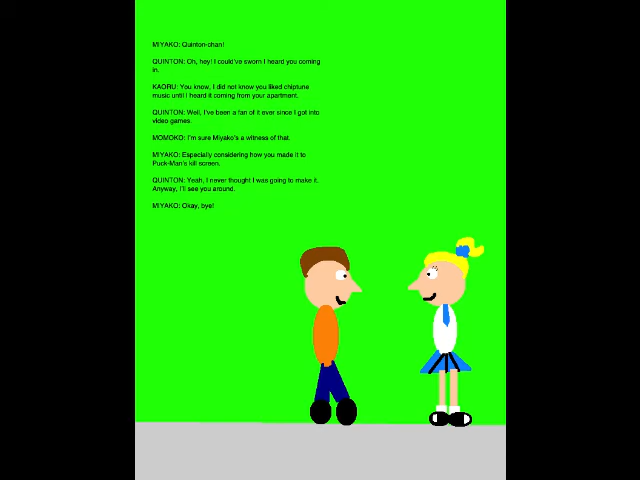 MIYAKO: Quinton-chan!
QUINTON: Oh, hey! I could've sworn I heard you coming
in.
KAORU: You know, I did not know you liked chiptune
music until I heard it coming from your apartment.
QUINTON: Well, I've been a fan of it ever since I got into
video games.
MOMOKO: I'm sure Miyako's a witness of that.
MIYAKO: Especially considering how you made it to
Puck-Man's kill screen.
QUINTON: Yeah, I never thought I was going to make it.
Anyway, I'll see you around.
MIYAKO: Okay, bye!